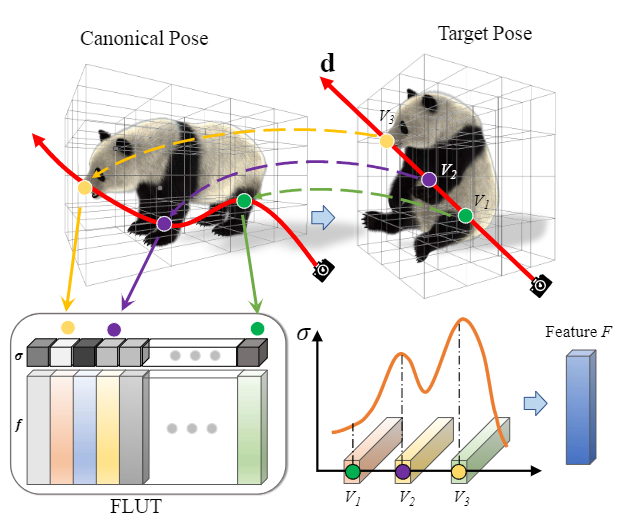 Canonical Pose
Target Pose
d
V3
V2
V1
σ
f
FLUT
σ
V1
V2
V3
Feature F